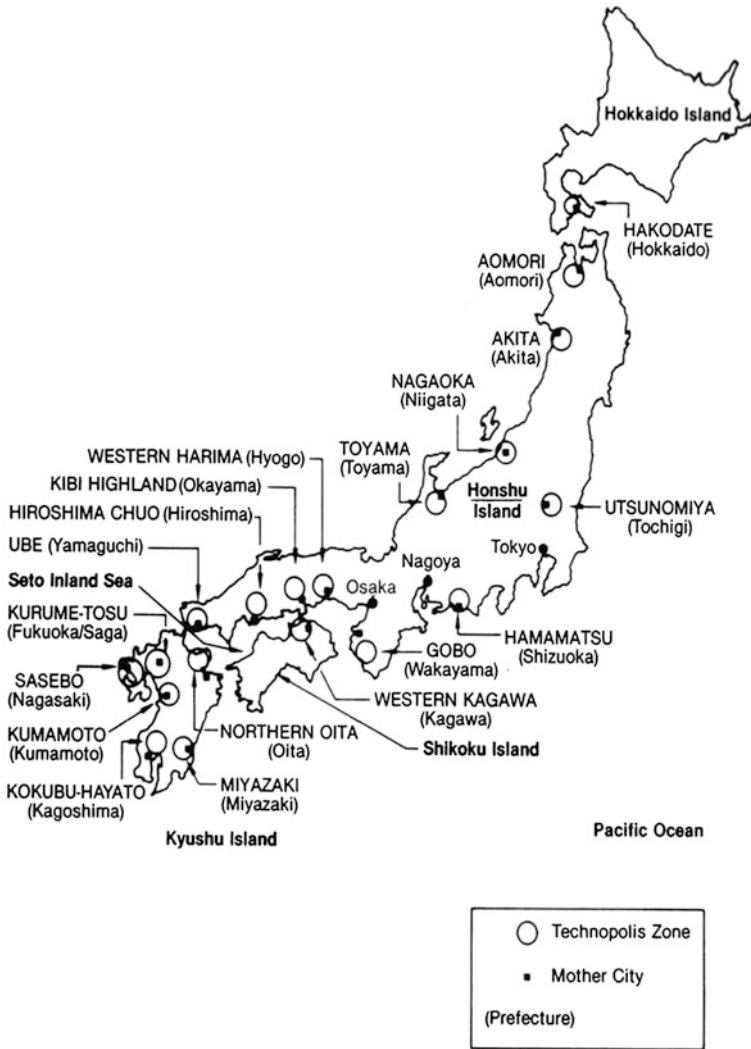 Hokkaido Island
HAKODATE
(Hokkaido)
AOMORI
(Aomori)
AKITA
(Akita)
NAGAOKA
(Niigata)
WESTERN HARIMA (Hyogo)
TOYAMA
(Toyama)
KIBI HIGHLAND (Okayama)
Honshu
Island
HIROSHIMA CHUO (Hiroshima)
UTSUNOMIYA
(Tochigi)
UBE (Yamaguchi)
Tokyo
Nagoya
Seto Inland Sea
Osaka
KURUME-TOSU
(Fukuoka/Saga)
HAMAMATSU
(Shizuoka)
GOBO
(Wakayama)
SASEBO
(Nagasaki)
WESTERN KAGAWA
(Kagawa)
KUMAMOTO
(Kumamoto)
NORTHERN OITA
(Oita)
Shikoku Island
KOKUBU-HAYATO
(Kagoshima)
MIYAZAKI
(Miyazaki)
Kyushu Island
Pacific Ocean
Technopolis Zone
Mother City
(Prefecture)